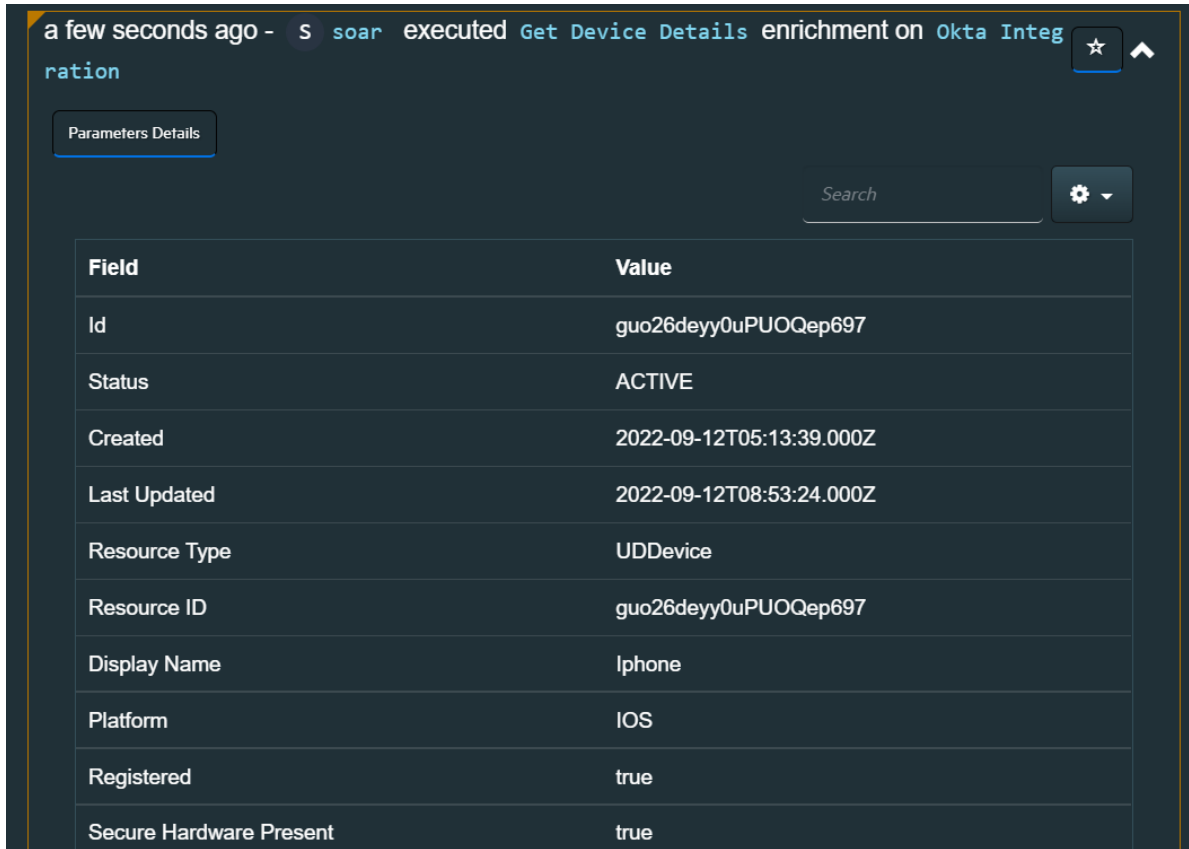 a few seconds ago - S soar executed Get Device Details enrichment on Okta Integ
ration
Parameters Details
Search
Field Value
Id guo26deyy0uPUOQep697
Status ACTIVE
Created 2022-09-12T05:13:39.000Z
Last Updated 2022-09-12T08:53:24.000Z
Resource Type UDDevice
Resource ID guo26deyy0uPUOQep697
Display Name Iphone
Platform IOS
Registered true
Secure Hardware Present true